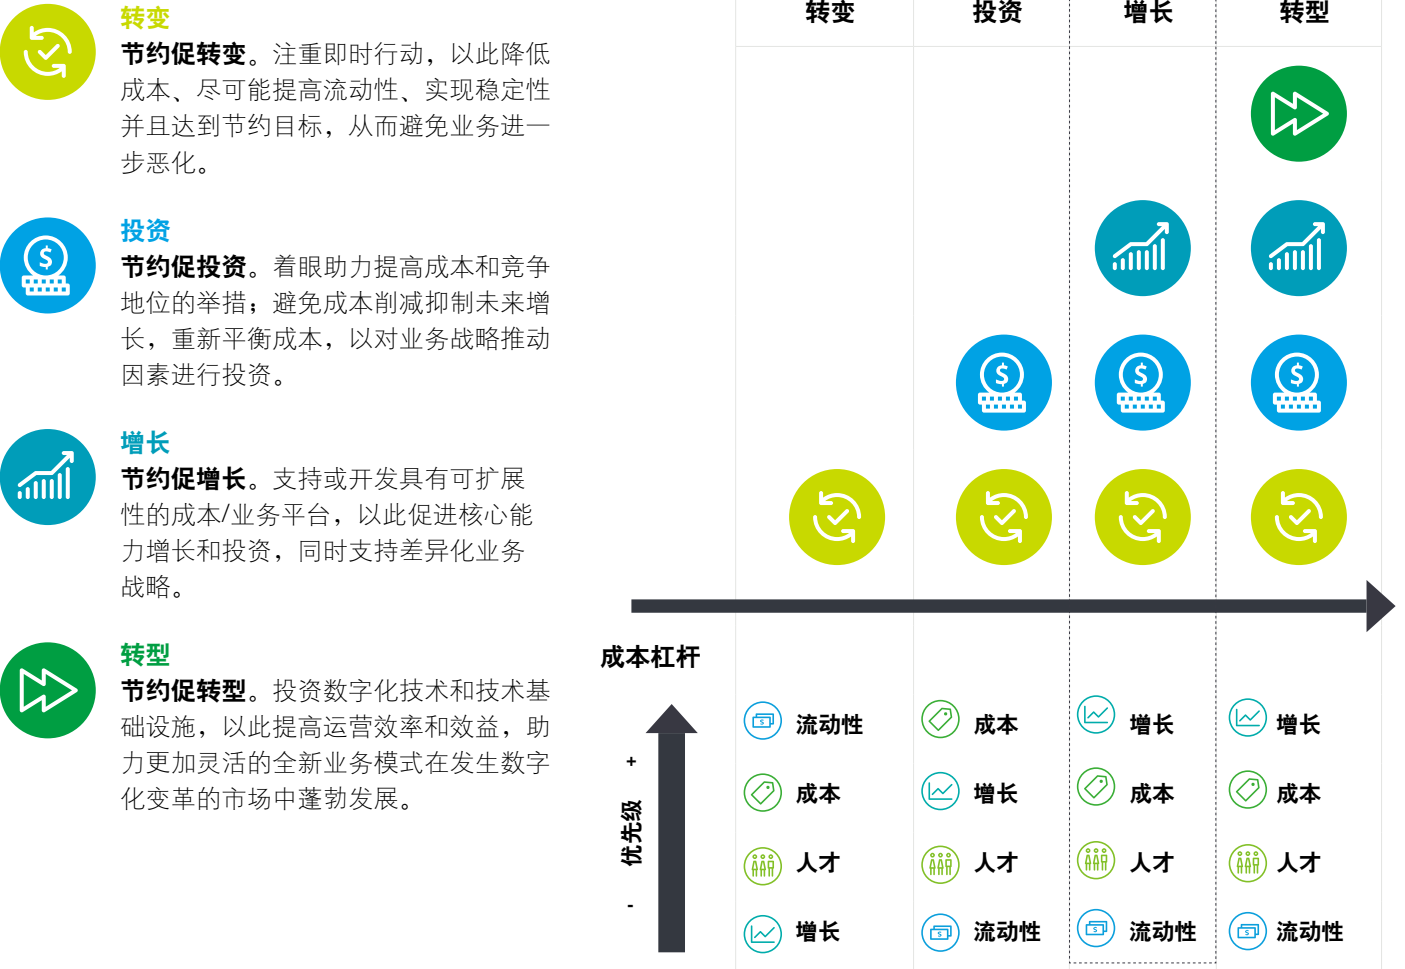 转变
节约促转变。注重即时行动，以此降低
成本、尽可能提高流动性、实现稳定性
并且达到节约目标，从而避免业务进一
步恶化。
投资
节约促投资。着眼助力提高成本和竞争
地位的举措；避免成本削减抑制未来增
长，重新平衡成本，以对业务战略推动
因素进行投资。
增长
节约促增长。支持或开发具有可扩展
性的成本/业务平台，以此促进核心能
力增长和投资，同时支持差异化业务
战略。
转型
节约促转型。投资数字化技术和技术基
础设施，以此提高运营效率和效益，助
力更加灵活的全新业务模式在发生数字
化变革的市场中蓬勃发展。
转变 投资 增长 转型
成本杠杆
+
优先级
-
流动性 成本 增长 增长
成本 增长 成本 成本
人才 人才 人才 人才
增长 流动性 流动性 流动性